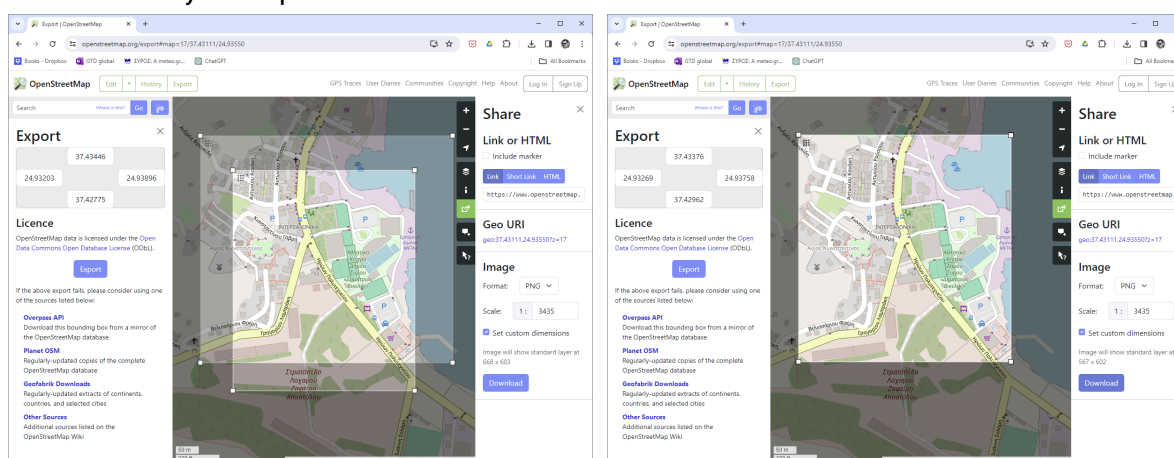 Export | OpenStreetMap
openstreetmap.org/export#map=17/37.43111/24.93550
Books - Dropbox
GTD global
ΣΥΡΟΣ: A meteo.gr...
ChatGPT
All Bookmarks
OpenStreetMap
Edit
History
Export
GPS Traces
User Diaries
Communities
Copyright
Help
About
Log In
Sign Up
Search
Where is this?
Go
Export
37.43446
24.93203
24.93896
37.42775
Licence
OpenStreetMap data is licensed under the Open
Data Commons Open Database License (ODbL).
Export
If the above export fails, please consider using one
of the sources listed below:
Overpass API
Download this bounding box from a mirror of
the OpenStreetMap database
Planet OSM
Regularly-updated copies of the complete
OpenStreetMap database
Geofabrik Downloads
Regularly-updated extracts of continents,
countries, and selected cities
Other Sources
Additional sources listed on the
OpenStreetMap Wiki
Στρατόπεδο
Λοχαγού
Αποστόλου
50 m
Share
Link or HTML
Include marker
Link
Short Link
HTML
https://www.openstreetmap.
Geo URI
geo:37.43111,24.93550?z=17
Image
Format:
PNG
Scale:
1 :
3435
Set custom dimensions
Image will show standard layer at
668 x 603
Download
Export | OpenStreetMap
openstreetmap.org/export#map=17/37.43111/24.93550
Books - Dropbox
GTD global
ΣΥΡΟΣ: A meteo.gr...
ChatGPT
All Bookma
OpenStreetMap
Edit
History
Export
GPS Traces
User Diaries
Communities
Copyright
Help
About
Log In
Sign Up
Search
Where is this?
Go
Export
37.43376
24.93269
24.93758
37.42962
Licence
OpenStreetMap data is licensed under the Open
Data Commons Open Database License (ODbL).
Export
If the above export fails, please consider using one
of the sources listed below:
Overpass API
Download this bounding box from a mirror of
the OpenStreetMap database
Planet OSM
Regularly-updated copies of the complete
OpenStreetMap database
Geofabrik Downloads
Regularly-updated extracts of continents,
countries, and selected cities
Other Sources
Additional sources listed on the
OpenStreetMap Wiki
Στρατόπεδο
Λοχαγού
Αποστόλου
50 m
Share
Link or HTML
Include marker
Link
Short Link
HTML
https://www.openstreetmap
Geo URI
geo:37.43111,24.93550?z=17
Image
Format:
PNG
Scale:
1 :
3435
Set custom dimensions
Image will show standard layer at
567 x 602
Download